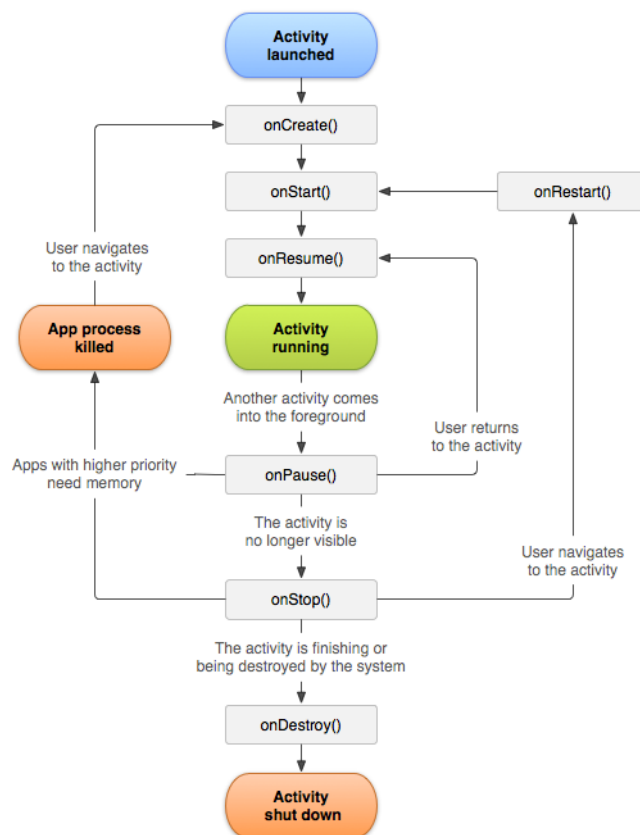 Activity
launched
onCreate()
onStart()
onRestart()
User navigates
to the activity
onResume()
App process
killed
Activity
running
Another activity comes
into the foreground
User returns
to the activity
Apps with higher priority
need memory
onPause()
The activity is
no longer visible
User navigates
to the activity
onStop()
The activity is finishing or
being destroyed by the system
onDestroy()
Activity
shut down